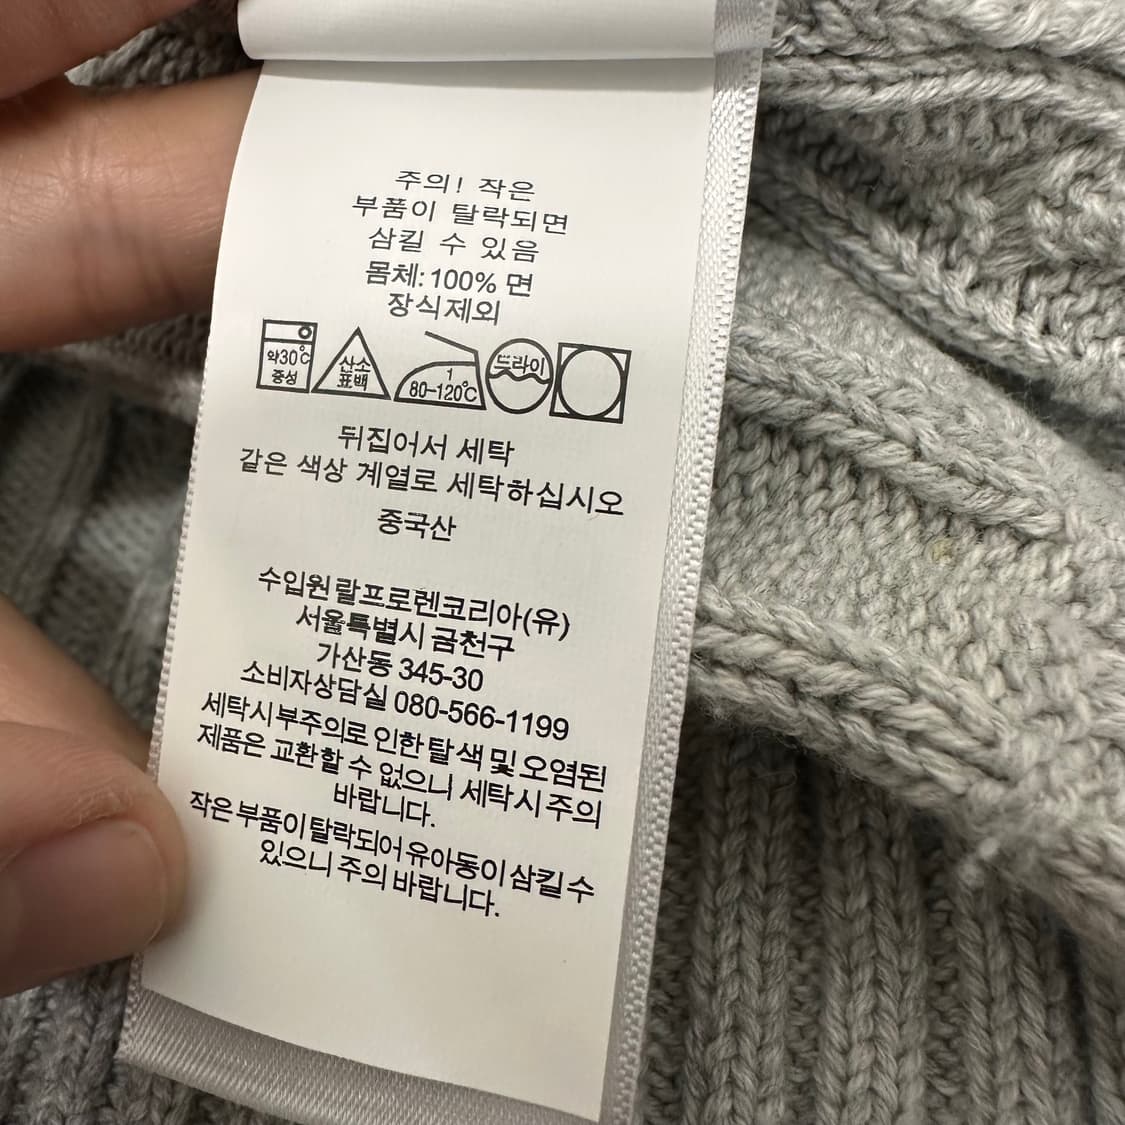 주의! 작은
부품이 탈락되면
삼킬 수 있음
몸체: 100% 면
장식제외
약30℃
중성
산소
표백
1
80-120℃
드라이
뒤집어서 세탁
같은 색상 계열로 세탁하십시오
중국산
수입원 랄프로렌코리아(유)
서울특별시 금천구
가산동 345-30
소비자상담실 080-566-1199
세탁시 부주의로 인한 탈색 및 오염된
제품은 교환할 수 없으니 세탁시 주의
바랍니다.
작은 부품이 탈락되어 유아동이 삼킬 수
있으니 주의 바랍니다.